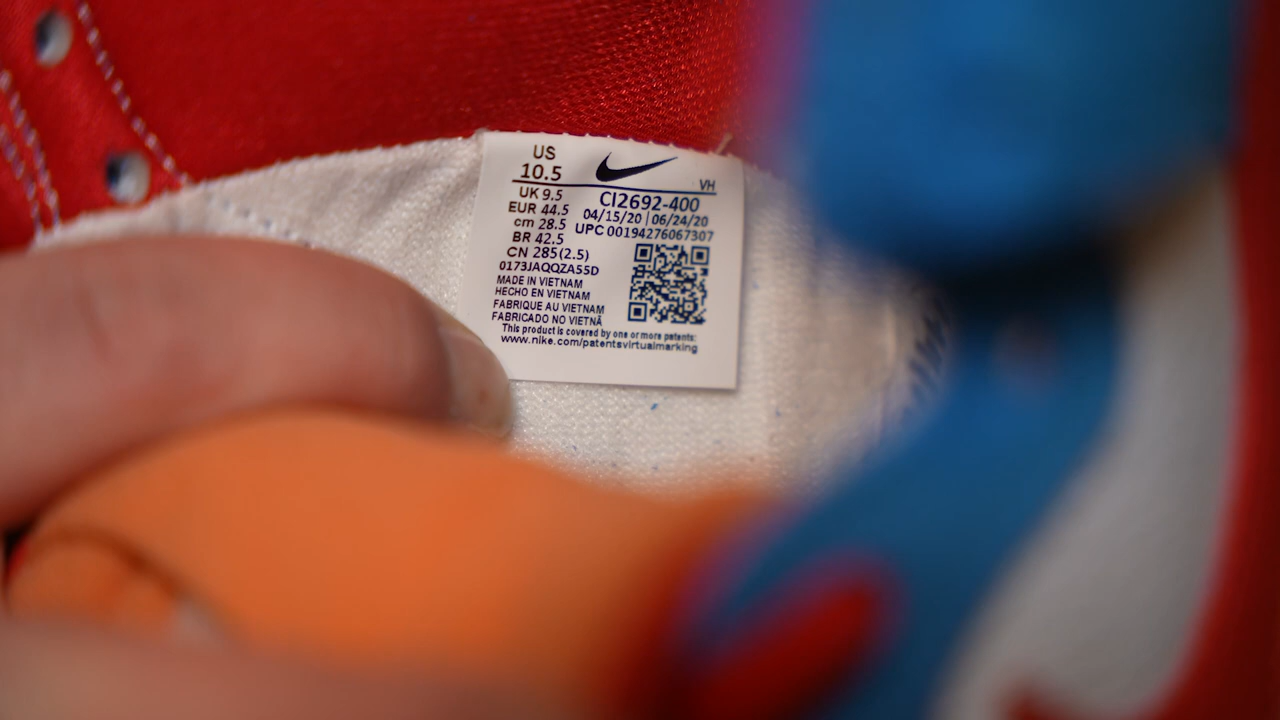 US
10.5
VH
UK 9.5
CI2692-400
EUR 44.5
04/15/20 | 06/24/20
cm 28.5
UPC 00194276067307
BR 42.5
CN 285(2.5)
0173JAQQZA55D
MADE IN VIETNAM
HECHO EN VIETNAM
FABRIQUE AU VIETNAM
FABRICADO NO VIETNÃ
This product is covered by one or more patents:
www.nike.com/patentsvirtualmarking